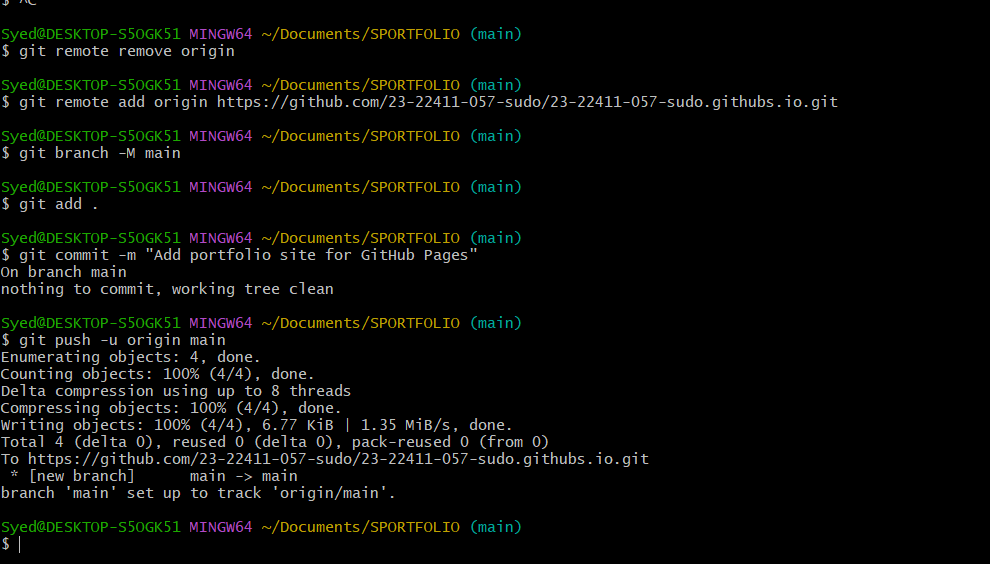 $ ^C
Syed@DESKTOP-S5OGK51 MINGW64 ~/Documents/SPORTFOLIO (main)
$ git remote remove origin
Syed@DESKTOP-S5OGK51 MINGW64 ~/Documents/SPORTFOLIO (main)
$ git remote add origin https://github.com/23-22411-057-sudo/23-22411-057-sudo.githubs.io.git
Syed@DESKTOP-S5OGK51 MINGW64 ~/Documents/SPORTFOLIO (main)
$ git branch -M main
Syed@DESKTOP-S5OGK51 MINGW64 ~/Documents/SPORTFOLIO (main)
$ git add .
Syed@DESKTOP-S5OGK51 MINGW64 ~/Documents/SPORTFOLIO (main)
$ git commit -m "Add portfolio site for GitHub Pages"
On branch main
nothing to commit, working tree clean
Syed@DESKTOP-S5OGK51 MINGW64 ~/Documents/SPORTFOLIO (main)
$ git push -u origin main
Enumerating objects: 4, done.
Counting objects: 100% (4/4), done.
Delta compression using up to 8 threads
Compressing objects: 100% (4/4), done.
Writing objects: 100% (4/4), 6.77 KiB | 1.35 MiB/s, done.
Total 4 (delta 0), reused 0 (delta 0), pack-reused 0 (from 0)
To https://github.com/23-22411-057-sudo/23-22411-057-sudo.githubs.io.git
 * [new branch]      main -> main
branch 'main' set up to track 'origin/main'.
Syed@DESKTOP-S5OGK51 MINGW64 ~/Documents/SPORTFOLIO (main)
$